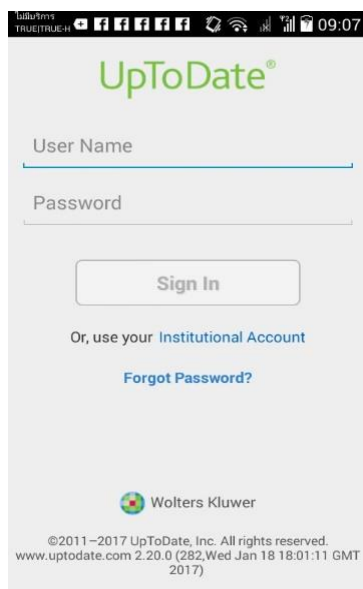 ไม่มีบริการ
TRUE|TRUE-H 09:07
UpToDate®
User Name
Password
Sign In
Or, use your Institutional Account
Forgot Password?
Wolters Kluwer
©2011–2017 UpToDate, Inc. All rights reserved.
www.uptodate.com 2.20.0 (282,Wed Jan 18 18:01:11 GMT
2017)